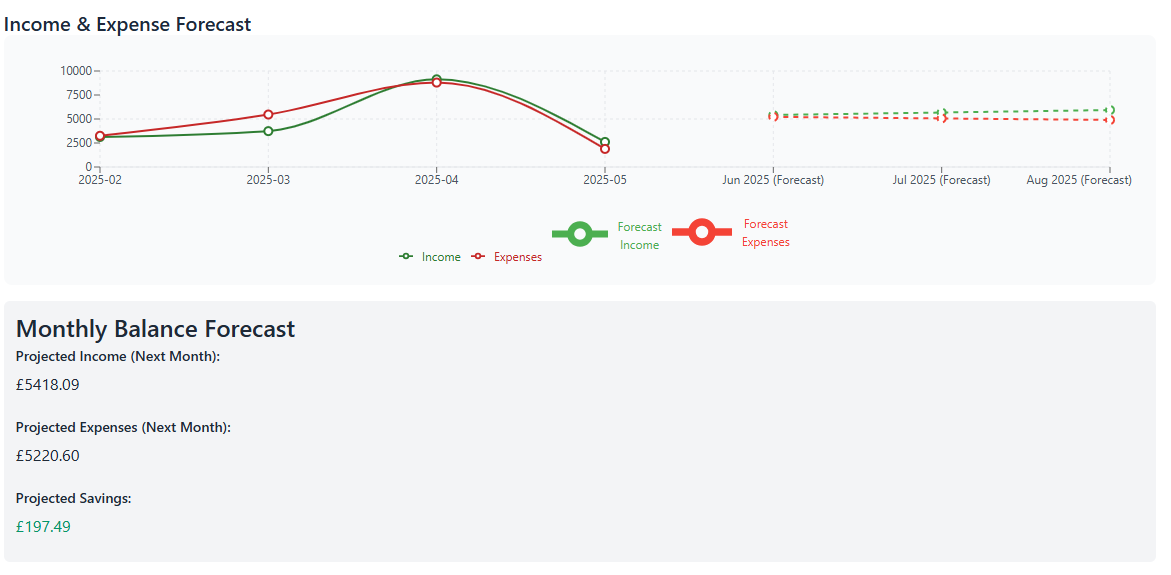 Income & Expense Forecast
10000
7500
5000
2500
0
2025-02 2025-03 2025-04 2025-05 Jun 2025 (Forecast) Jul 2025 (Forecast) Aug 2025 (Forecast)
Income Expenses
Forecast
Income
Forecast
Expenses
Monthly Balance Forecast
Projected Income (Next Month):
£5418.09
Projected Expenses (Next Month):
£5220.60
Projected Savings:
£197.49